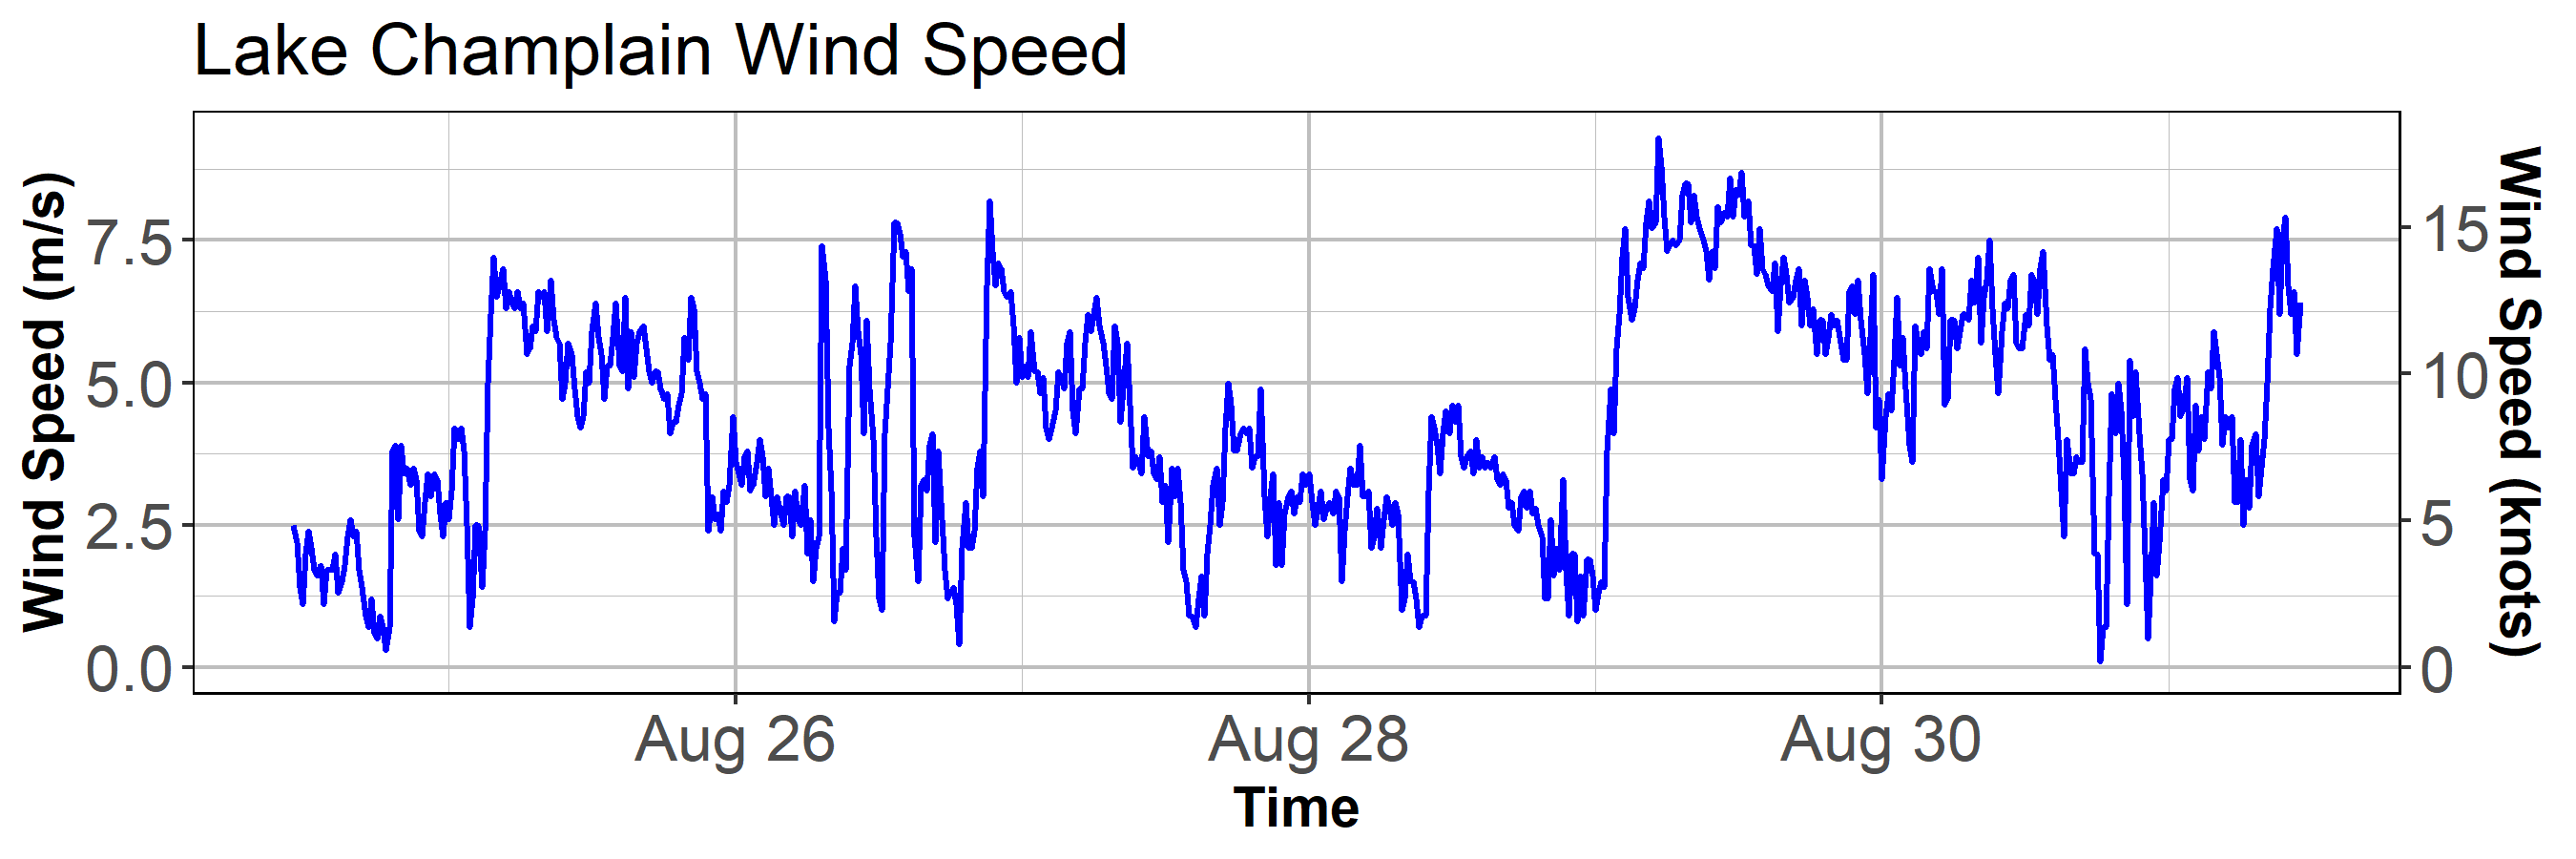 Lake Champlain Wind Speed
Wind Speed (m/s)
7.5
5.0
2.5
0.0
15
10
5
0
Wind Speed (knots)
Aug 26
Aug 28
Aug 30
Time